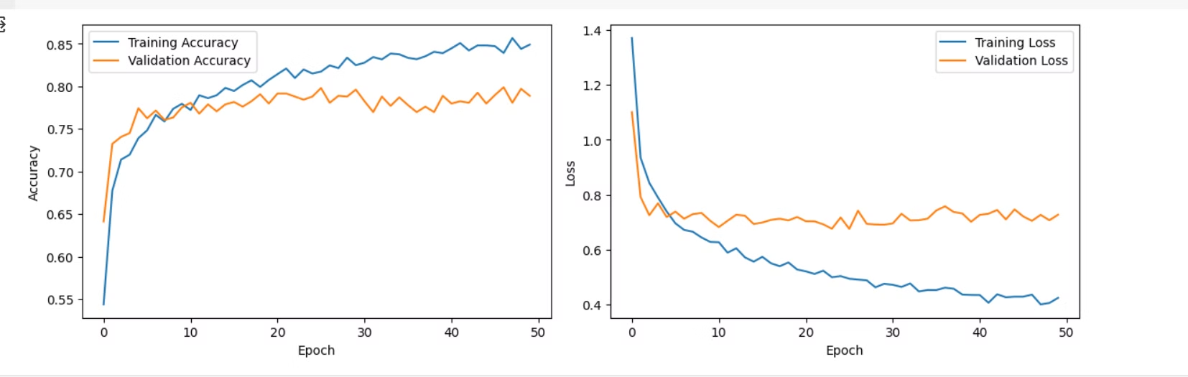 Training Accuracy
Validation Accuracy
0.85
0.80
0.75
0.70
0.65
0.60
0.55
Accuracy
0 10 20 30 40 50
Epoch
Training Loss
Validation Loss
1.4
1.2
1.0
0.8
0.6
0.4
Loss
0 10 20 30 40 50
Epoch